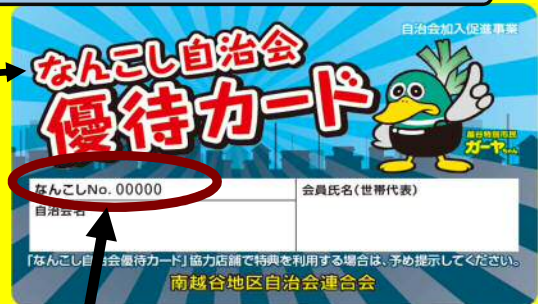 自治会加入促進事業
なんこし自治会
優待カード
越谷特別市民
ガーヤちゃん
なんこしNo. 00000
会員氏名(世帯代表)
自治会名
「なんこし自治会優待カード」協力店舗で特典を利用する場合は、予め提示してください。
南越谷地区自治会連合会